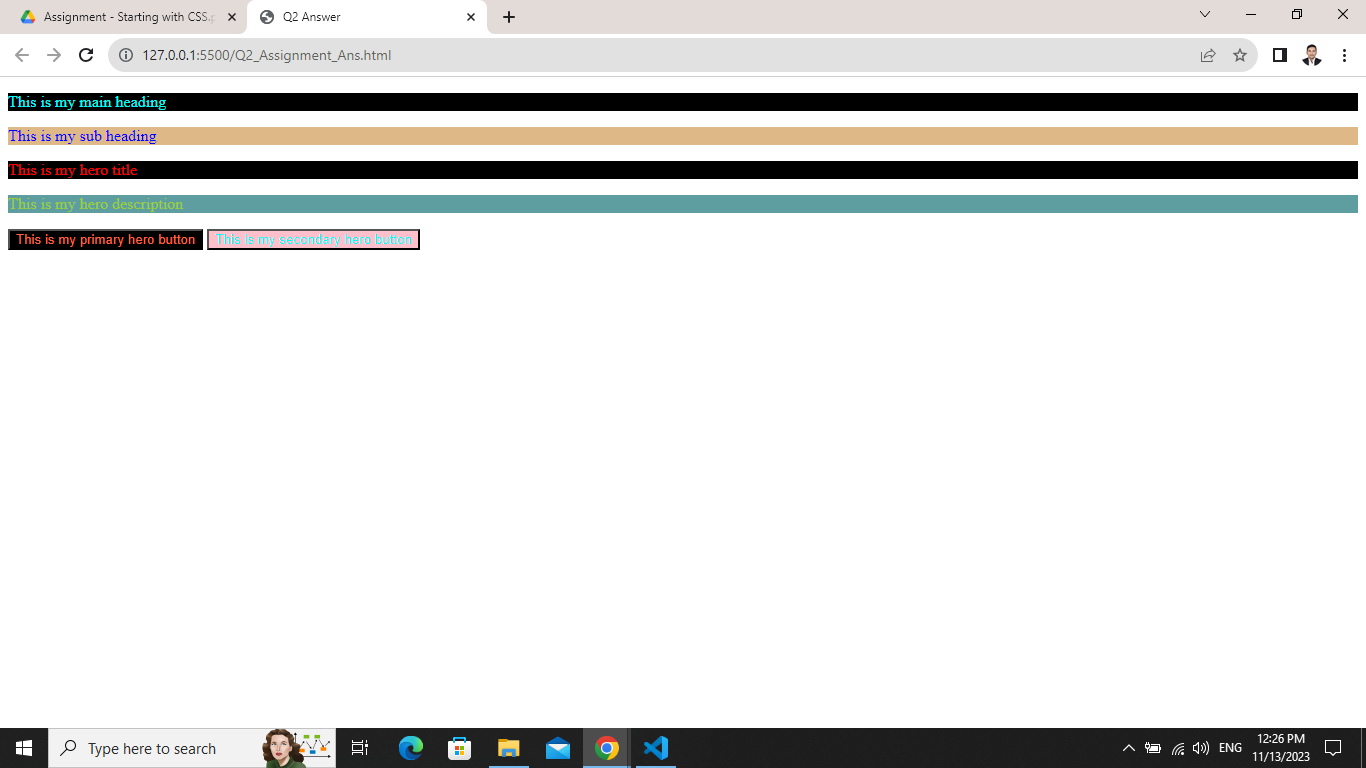 Assignment - Starting with CSS.p
Q2 Answer
127.0.0.1:5500/Q2_Assignment_Ans.html
This is my main heading
This is my sub heading
This is my hero title
This is my hero description
This is my primary hero button This is my secondary hero button
Type here to search
ENG
12:26 PM
11/13/2023